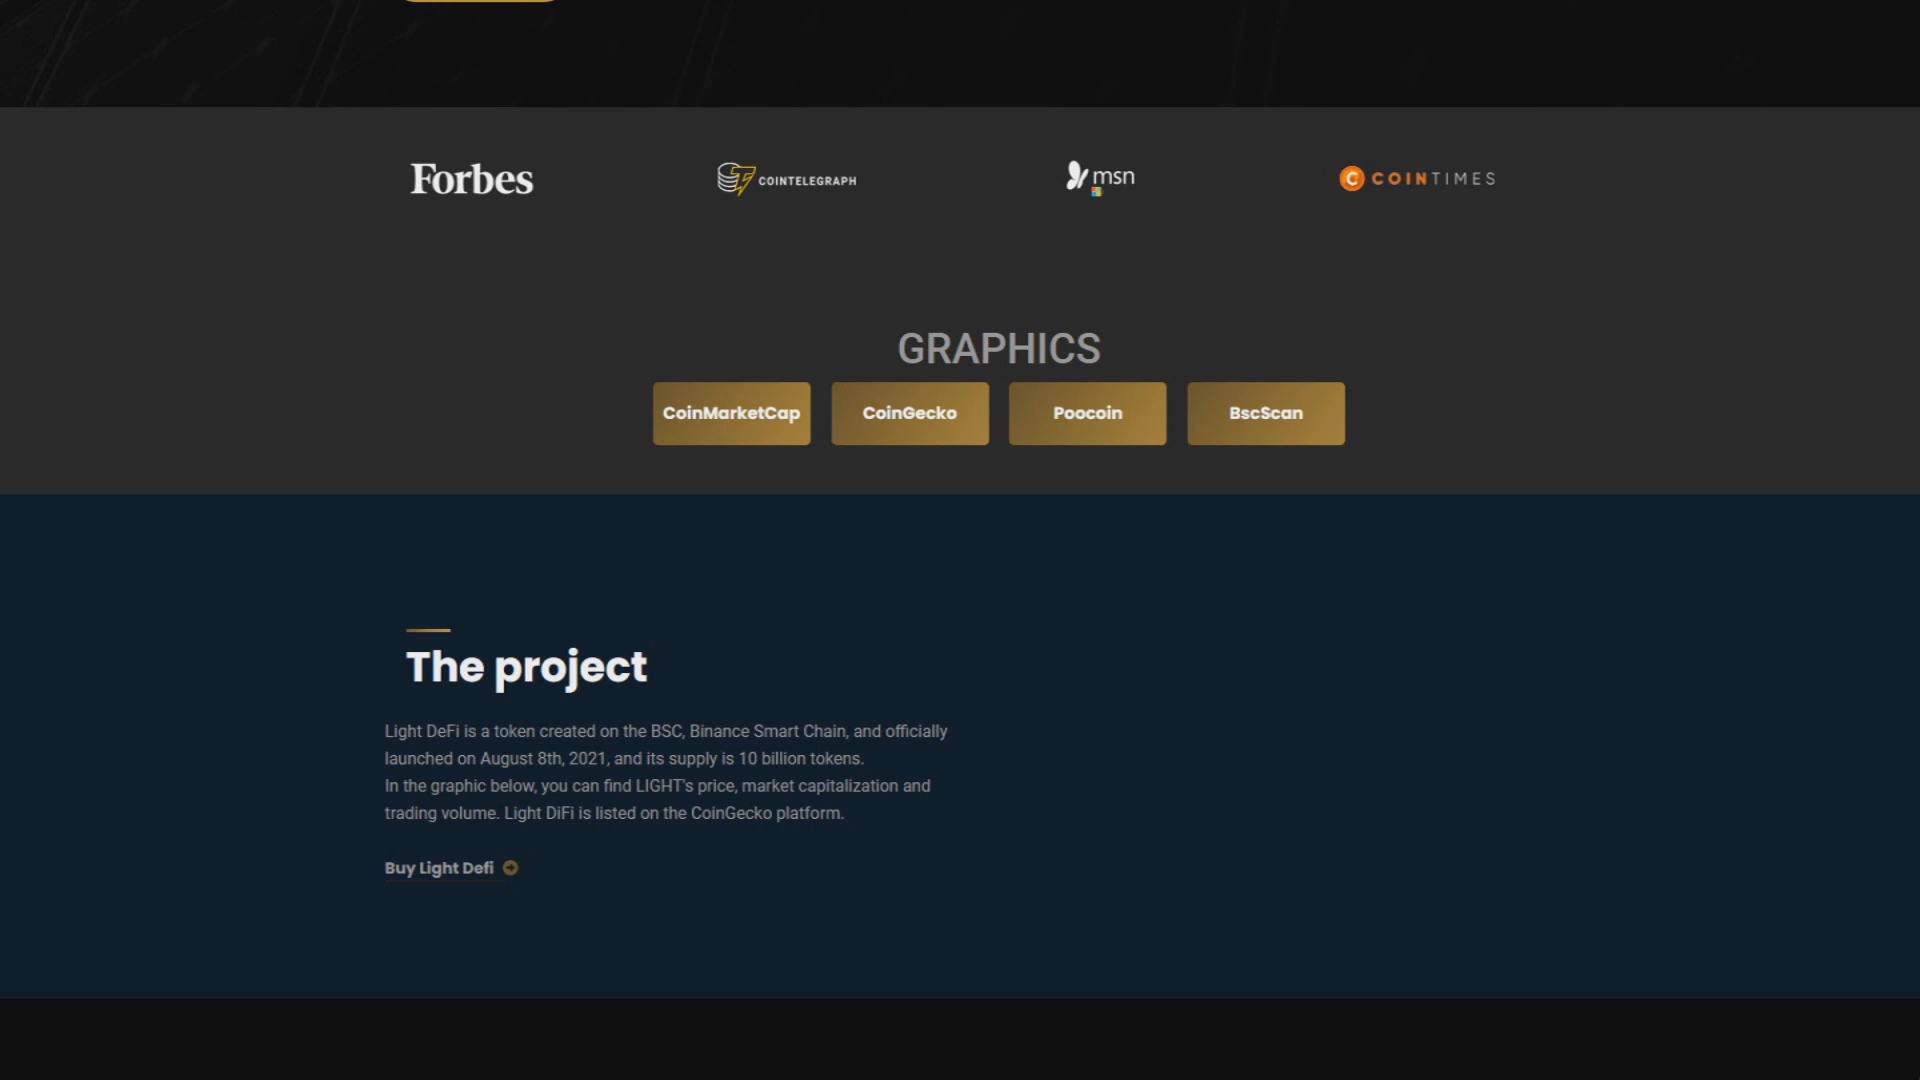 Forbes
COINTELEGRAPH
msn
COINTIMES
GRAPHICS
CoinMarketCap
CoinGecko
Poocoin
BscScan
The project
Light DeFi is a token created on the BSC, Binance Smart Chain, and officially
launched on August 8th, 2021, and its supply is 10 billion tokens.
In the graphic below, you can find LIGHT's price, market capitalization and
trading volume. Light DiFi is listed on the CoinGecko platform.
Buy Light Defi